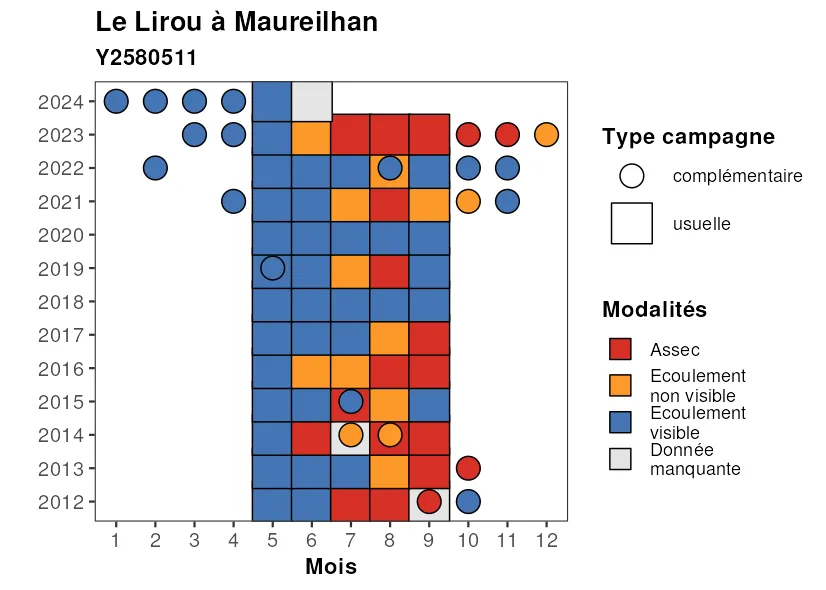 Le Lirou à Maureilhan
Y2580511
2024
2023
2022
2021
2020
2019
2018
2017
2016
2015
2014
2013
2012
1 2 3 4 5 6 7 8 9 10 11 12
Mois
Type campagne
complémentaire
usuelle
Modalités
Assec
Ecoulement
non visible
Ecoulement
visible
Donnée
manquante